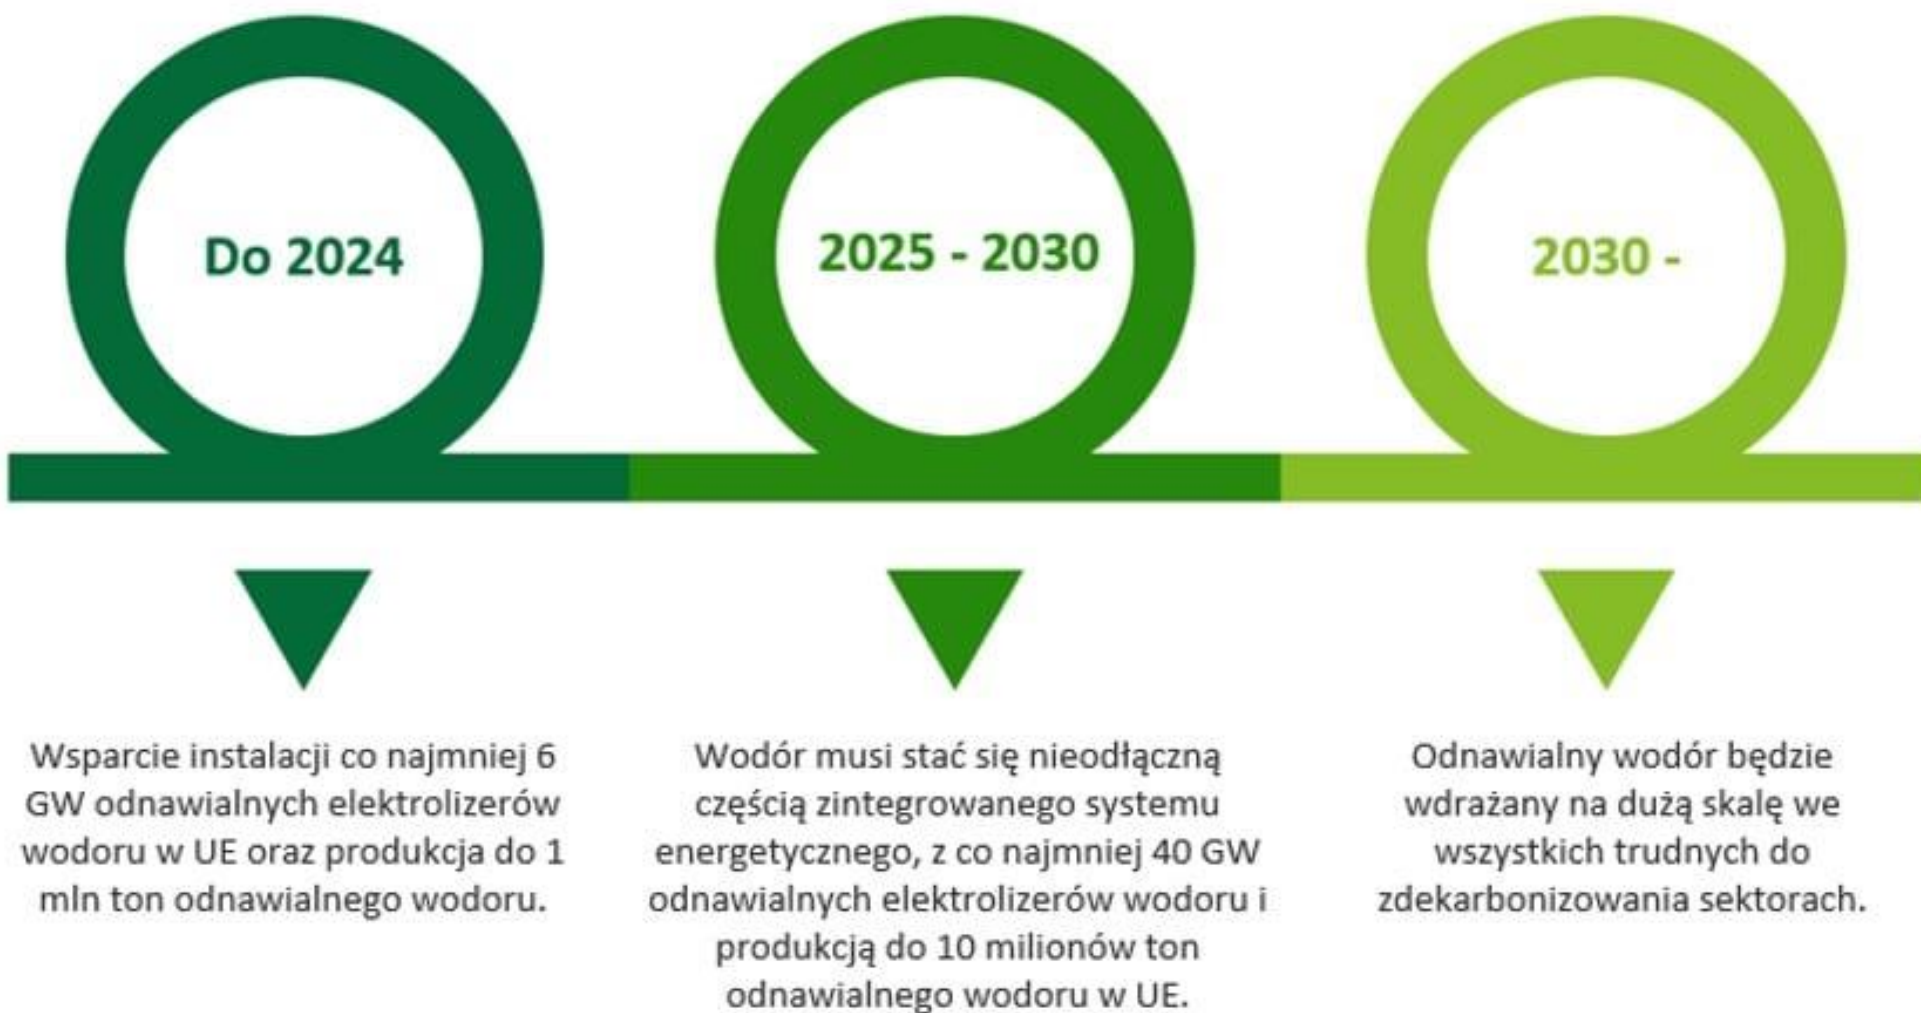 Do 2024
2025 - 2030
2030 -
Wsparcie instalacji co najmniej 6
GW odnawialnych elektrolizerów
wodoru w UE oraz produkcja do 1
mln ton odnawialnego wodoru.
Wodór musi stać się nieodłączną
częścią zintegrowanego systemu
energetycznego, z co najmniej 40 GW
odnawialnych elektrolizerów wodoru i
produkcją do 10 milionów ton
odnawialnego wodoru w UE.
Odnawialny wodór będzie
wdrażany na dużą skalę we
wszystkich trudnych do
zdekarbonizowania sektorach.